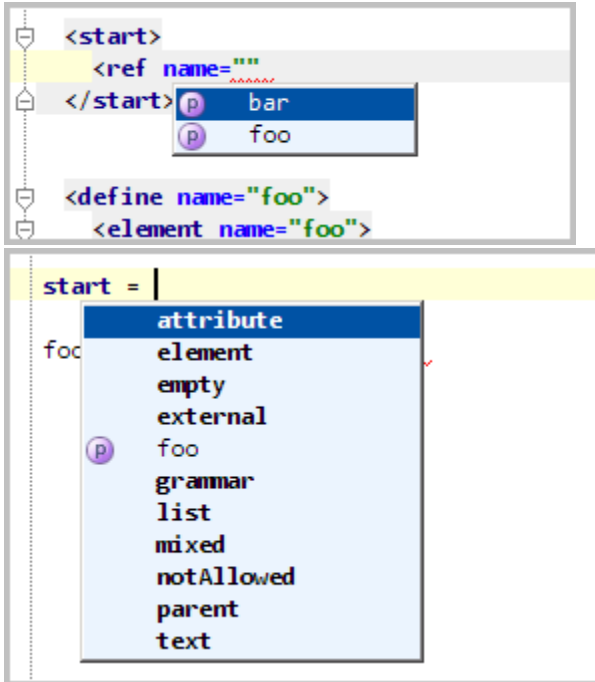 <start>
<ref name=""
</start>
p bar
p foo
<define name="foo">
<element name="foo">
start =
attribute
foo
element
empty
external
p foo
grammar
list
mixed
notAllowed
parent
text